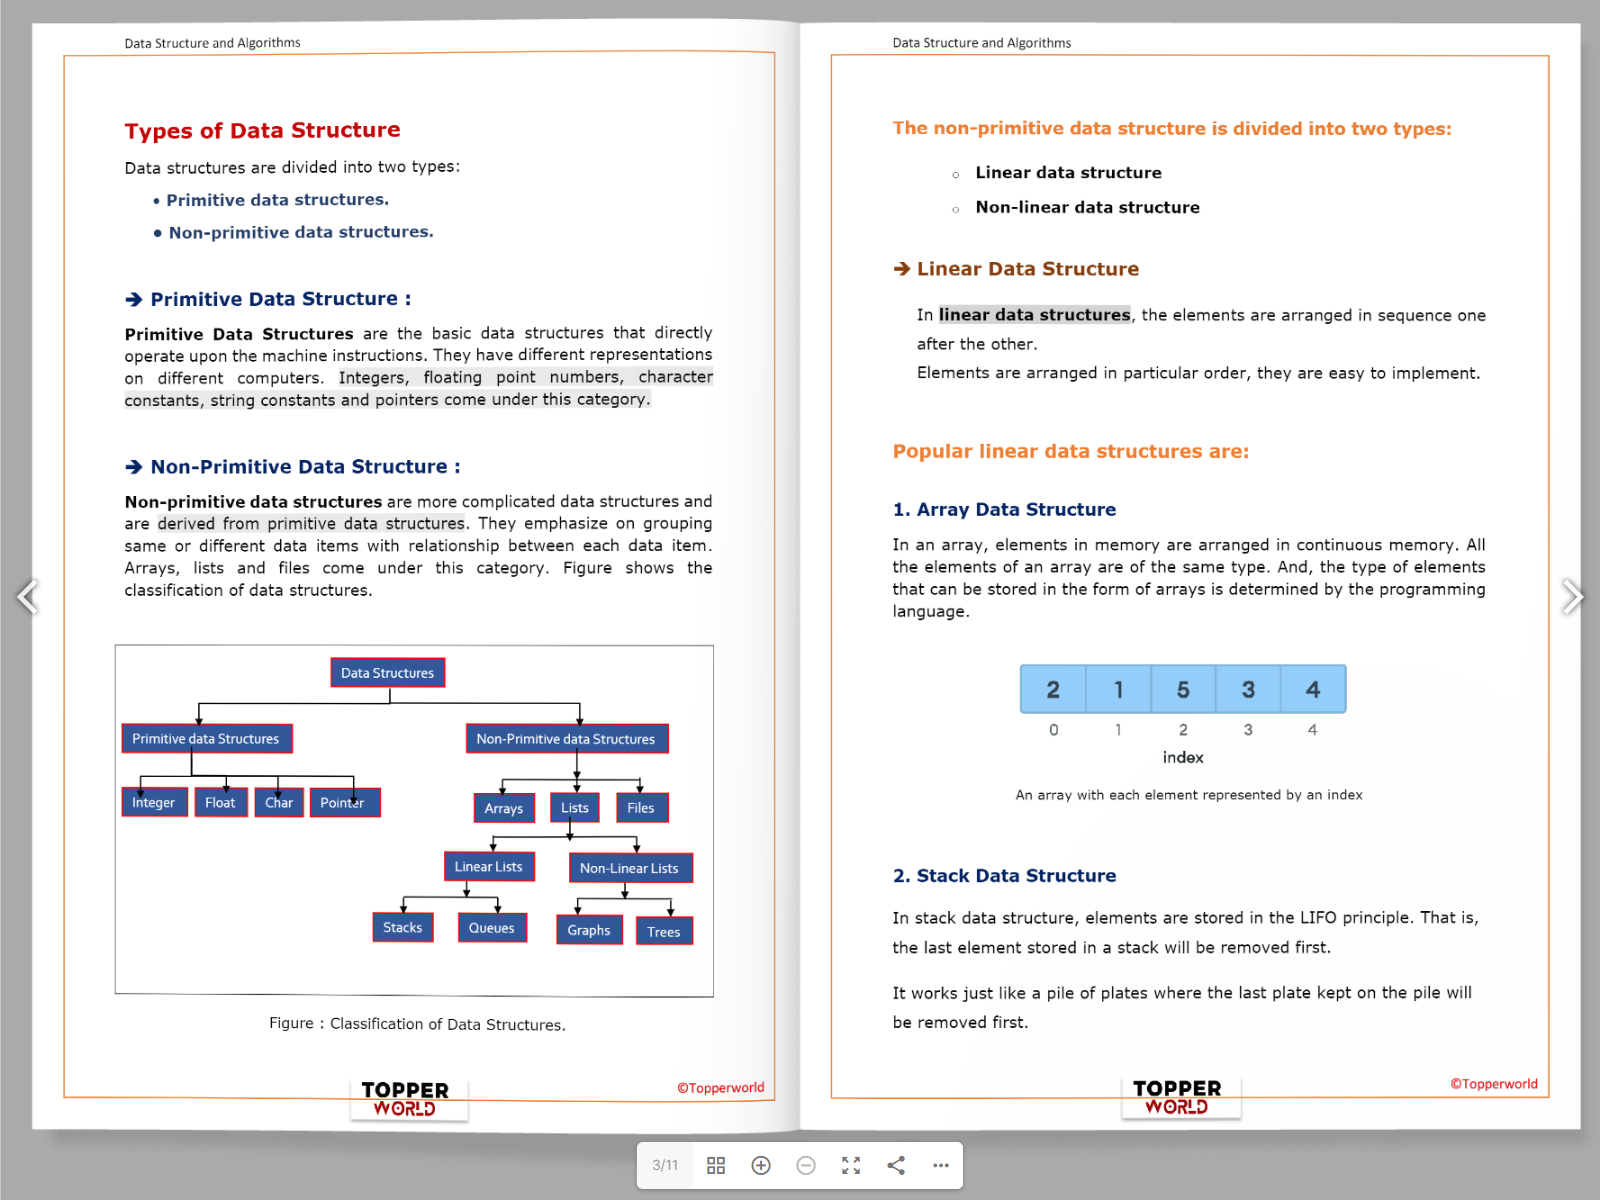 Data Structure and Algorithms
Types of Data Structure
Data structures are divided into two types:
• Primitive data structures.
• Non-primitive data structures.
➔ Primitive Data Structure :
Primitive Data Structures are the basic data structures that directly
operate upon the machine instructions. They have different representations
on different computers. Integers, floating point numbers, character
constants, string constants and pointers come under this category.
➔ Non-Primitive Data Structure :
Non-primitive data structures are more complicated data structures and
are derived from primitive data structures. They emphasize on grouping
same or different data items with relationship between each data item.
Arrays, lists and files come under this category. Figure shows the
classification of data structures.
Data Structures
Primitive data Structures Non-Primitive data Structures
Integer Float Char Pointer Arrays Lists Files
Linear Lists Non-Linear Lists
Stacks Queues Graphs Trees
Figure : Classification of Data Structures.
©Topperworld
TOPPER
WORLD
Data Structure and Algorithms
The non-primitive data structure is divided into two types:
○ Linear data structure
○ Non-linear data structure
➔ Linear Data Structure
In linear data structures, the elements are arranged in sequence one
after the other.
Elements are arranged in particular order, they are easy to implement.
Popular linear data structures are:
1. Array Data Structure
In an array, elements in memory are arranged in continuous memory. All
the elements of an array are of the same type. And, the type of elements
that can be stored in the form of arrays is determined by the programming
language.
2 1 5 3 4
0 1 2 3 4
index
An array with each element represented by an index
2. Stack Data Structure
In stack data structure, elements are stored in the LIFO principle. That is,
the last element stored in a stack will be removed first.
It works just like a pile of plates where the last plate kept on the pile will
be removed first.
©Topperworld
TOPPER
WORLD
3/11